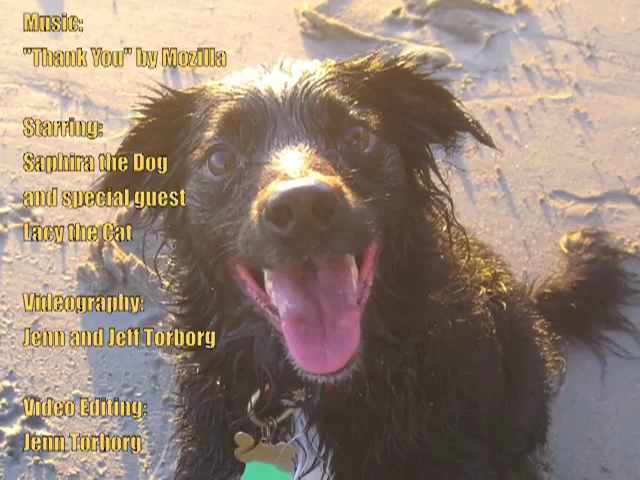 Music:
"Thank You" by Mozilla
Starring:
Saphira the Dog
and special guest
Lacy the Cat
Videography:
Jenn and Jeff Torborg
Video Editing:
Jenn Torborg